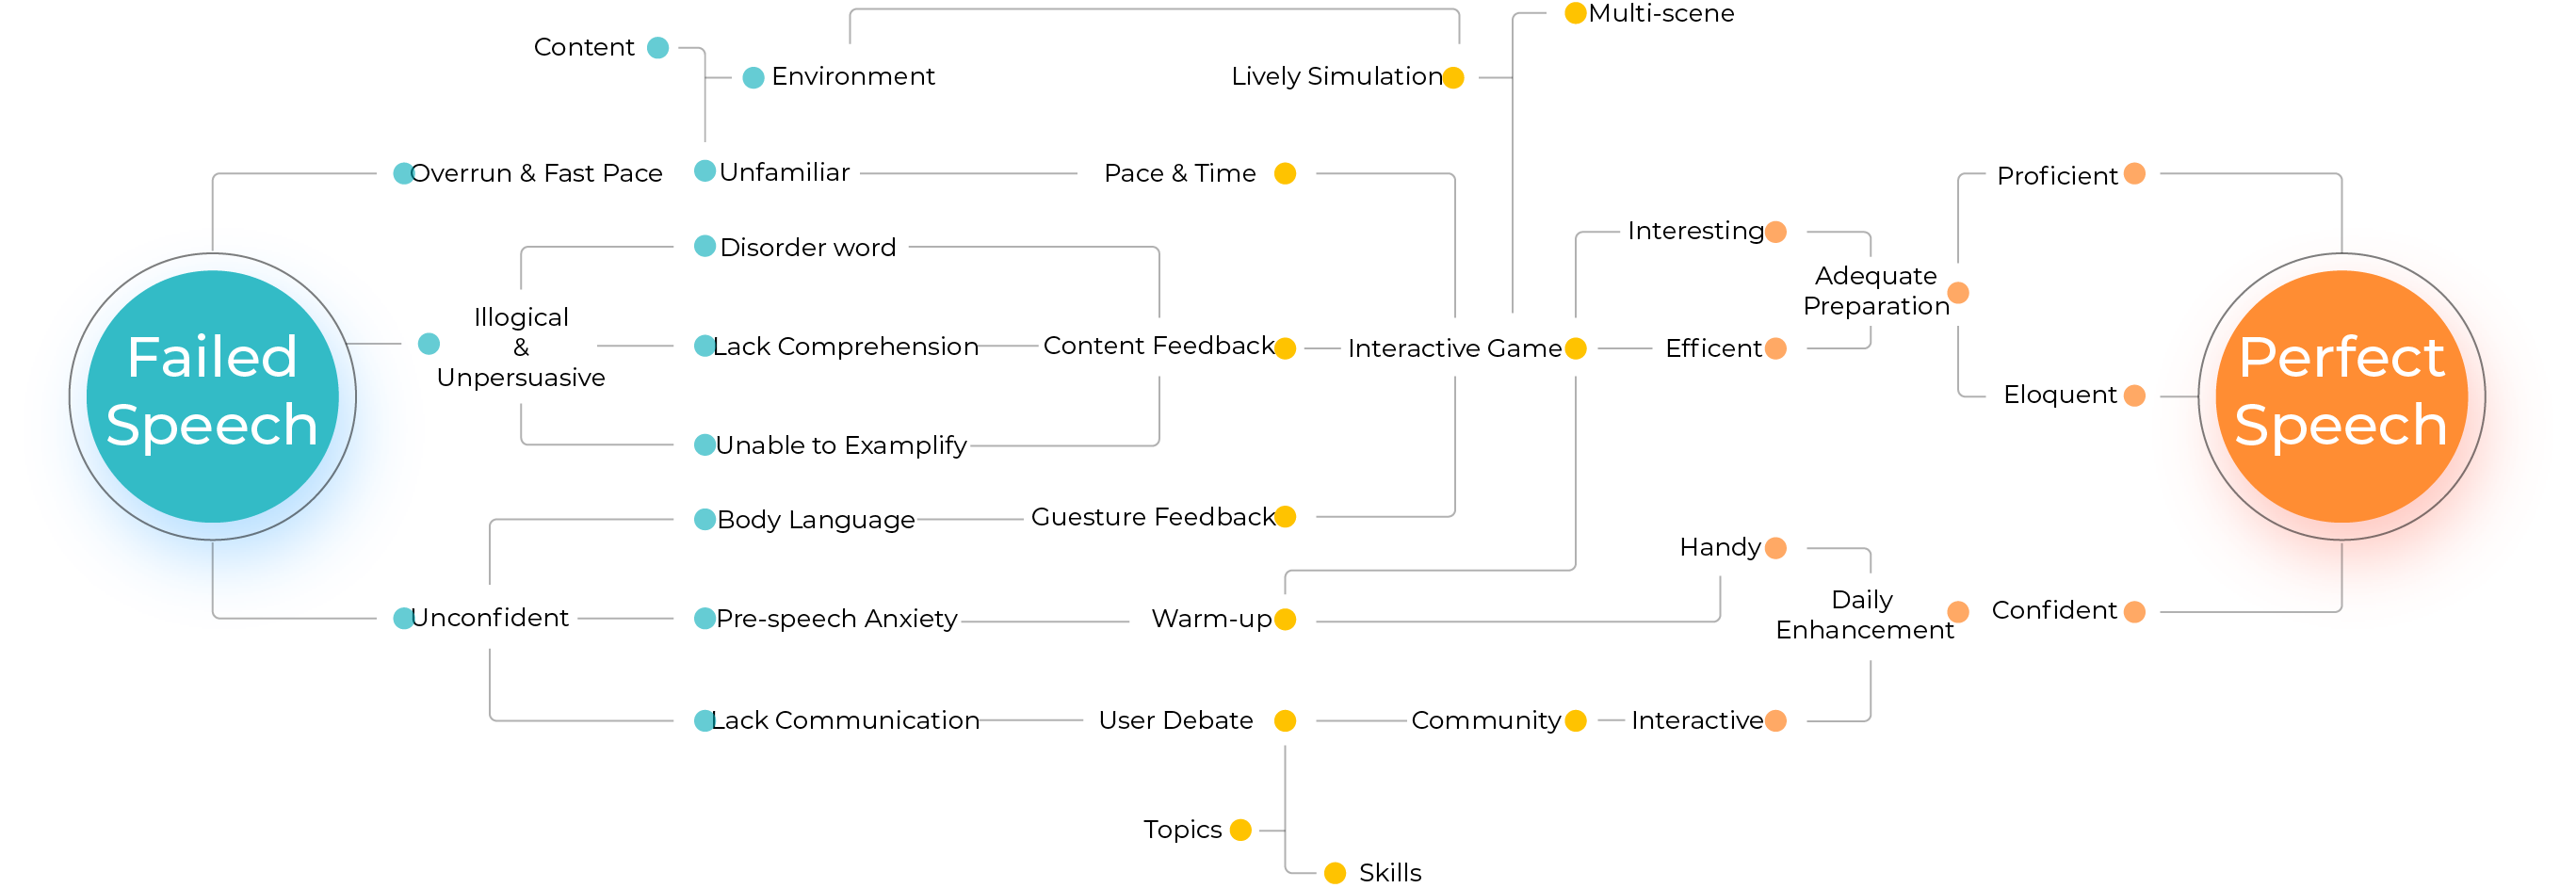 Multi-scene
Content
Environment
Lively Simulation
Overrun & Fast Pace
Unfamiliar
Pace & Time
Proficient
Interesting
Disorder word
Adequate
Preparation
Illogical
&
Unpersuasive
Lack Comprehension
Content Feedback
Interactive Game
Efficent
Failed
Speech
Perfect
Speech
Eloquent
Unable to Examplify
Body Language
Guesture Feedback
Handy
Unconfident
Pre-speech Anxiety
Warm-up
Daily
Enhancement
Confident
Lack Communication
User Debate
Community
Interactive
Topics
Skills